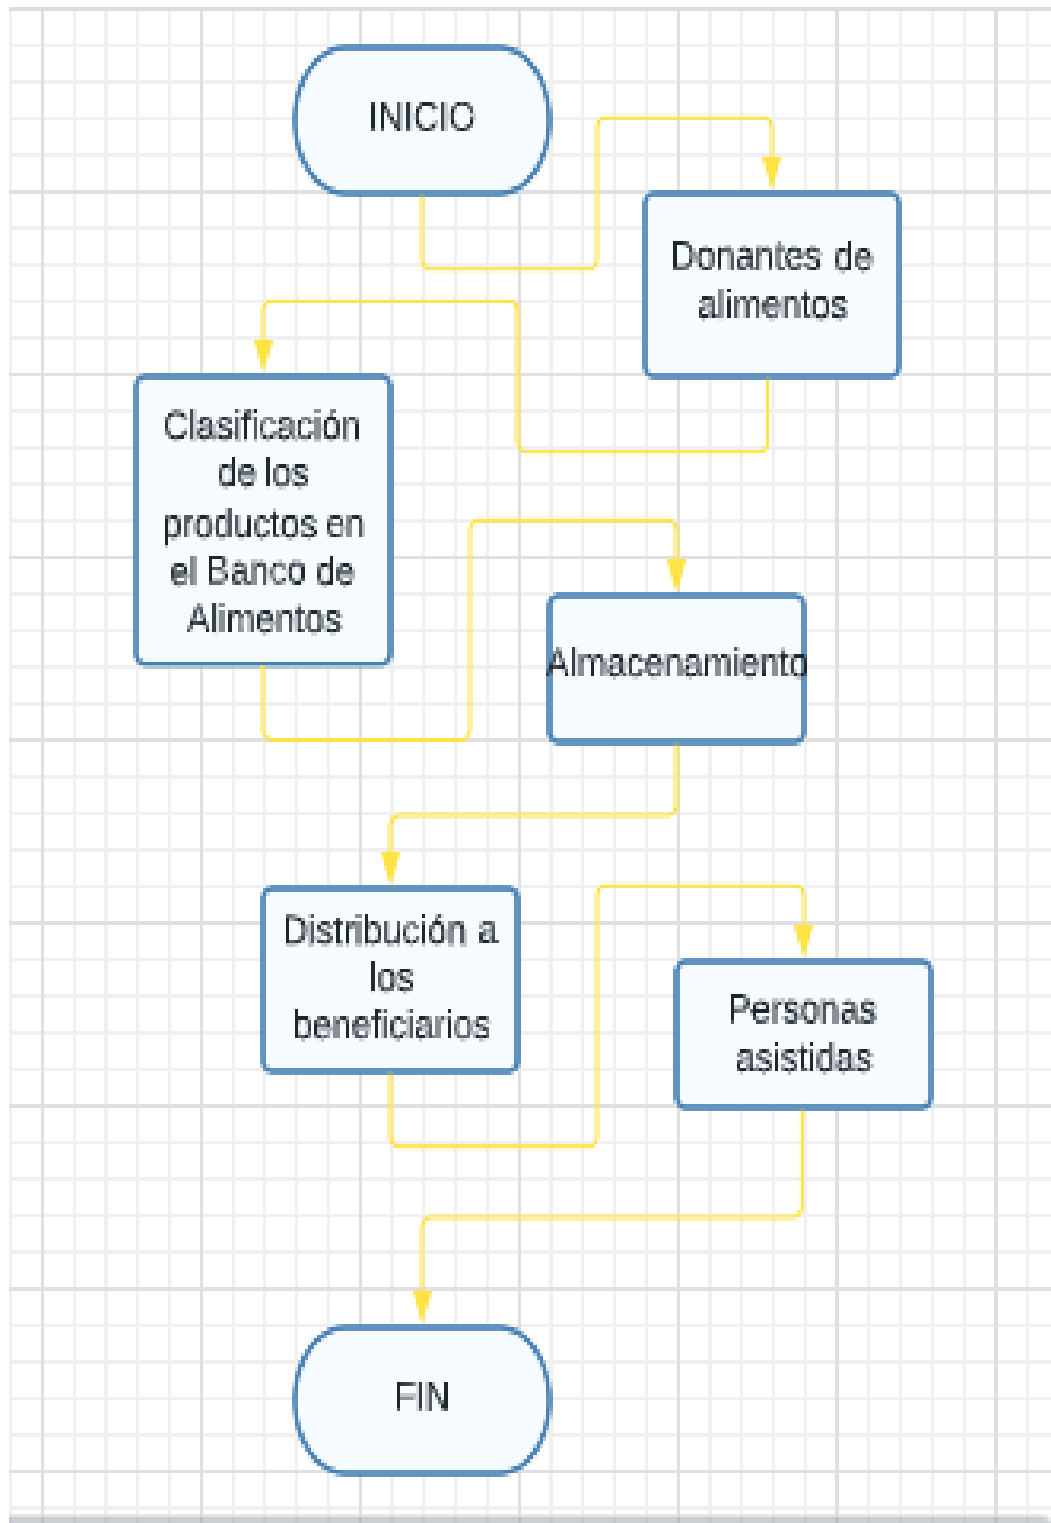 INICIO
Donantes de
alimentos
Clasificación
de los
productos en
el Banco de
Alimentos
Almacenamiento
Distribución a
los
beneficiarios
Personas
asistidas
FIN